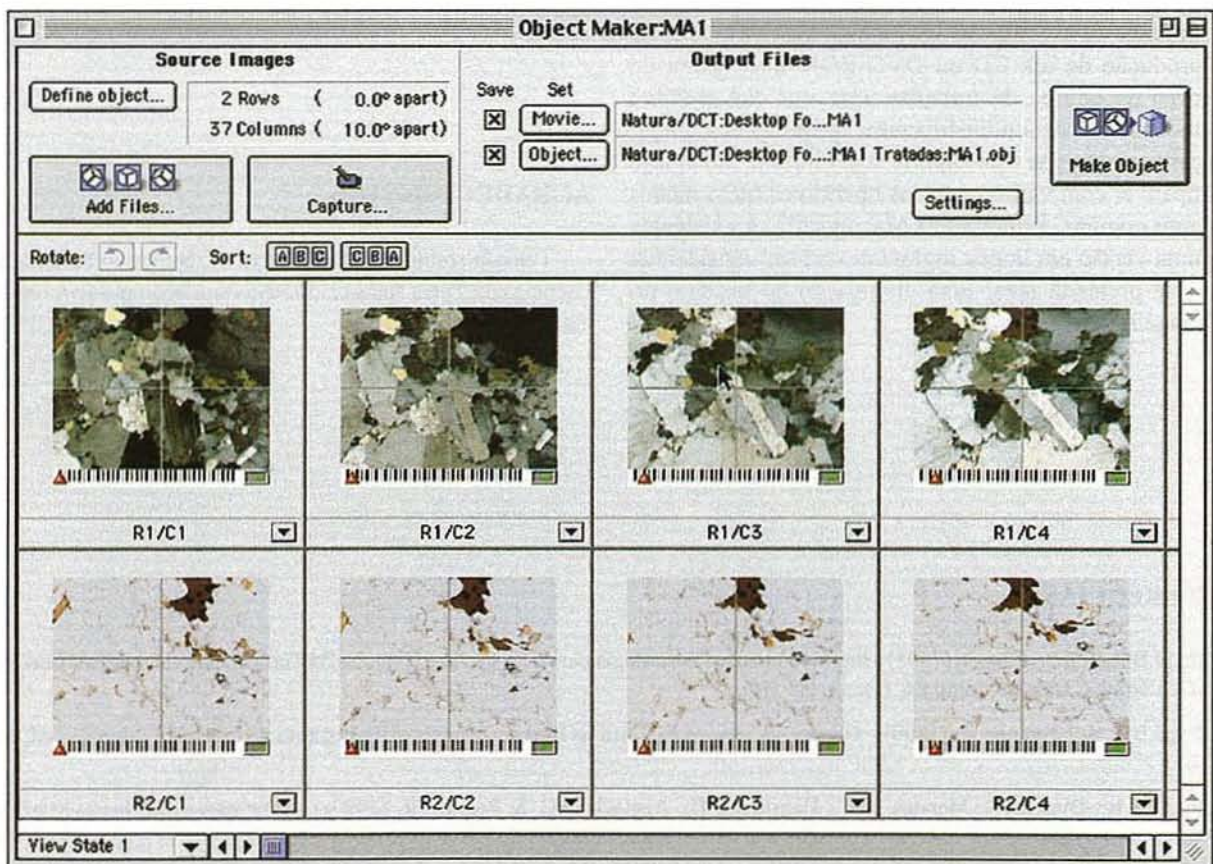 Object Maker:MA1
Source Images
Output Files
Define object...
2 Rows ( 0.0° apart)
37 Columns ( 10.0° apart)
Save Set
Movie... Natura/DCT:Desktop Fo...MA1
Object... Natura/DCT:Desktop Fo...:MA1 Tratadas:MA1.obj
Make Object
Add Files...
Capture...
Settings...
Rotate: Sort: ABC CBA
R1/C1 R1/C2 R1/C3 R1/C4
R2/C1 R2/C2 R2/C3 R2/C4
View State 1